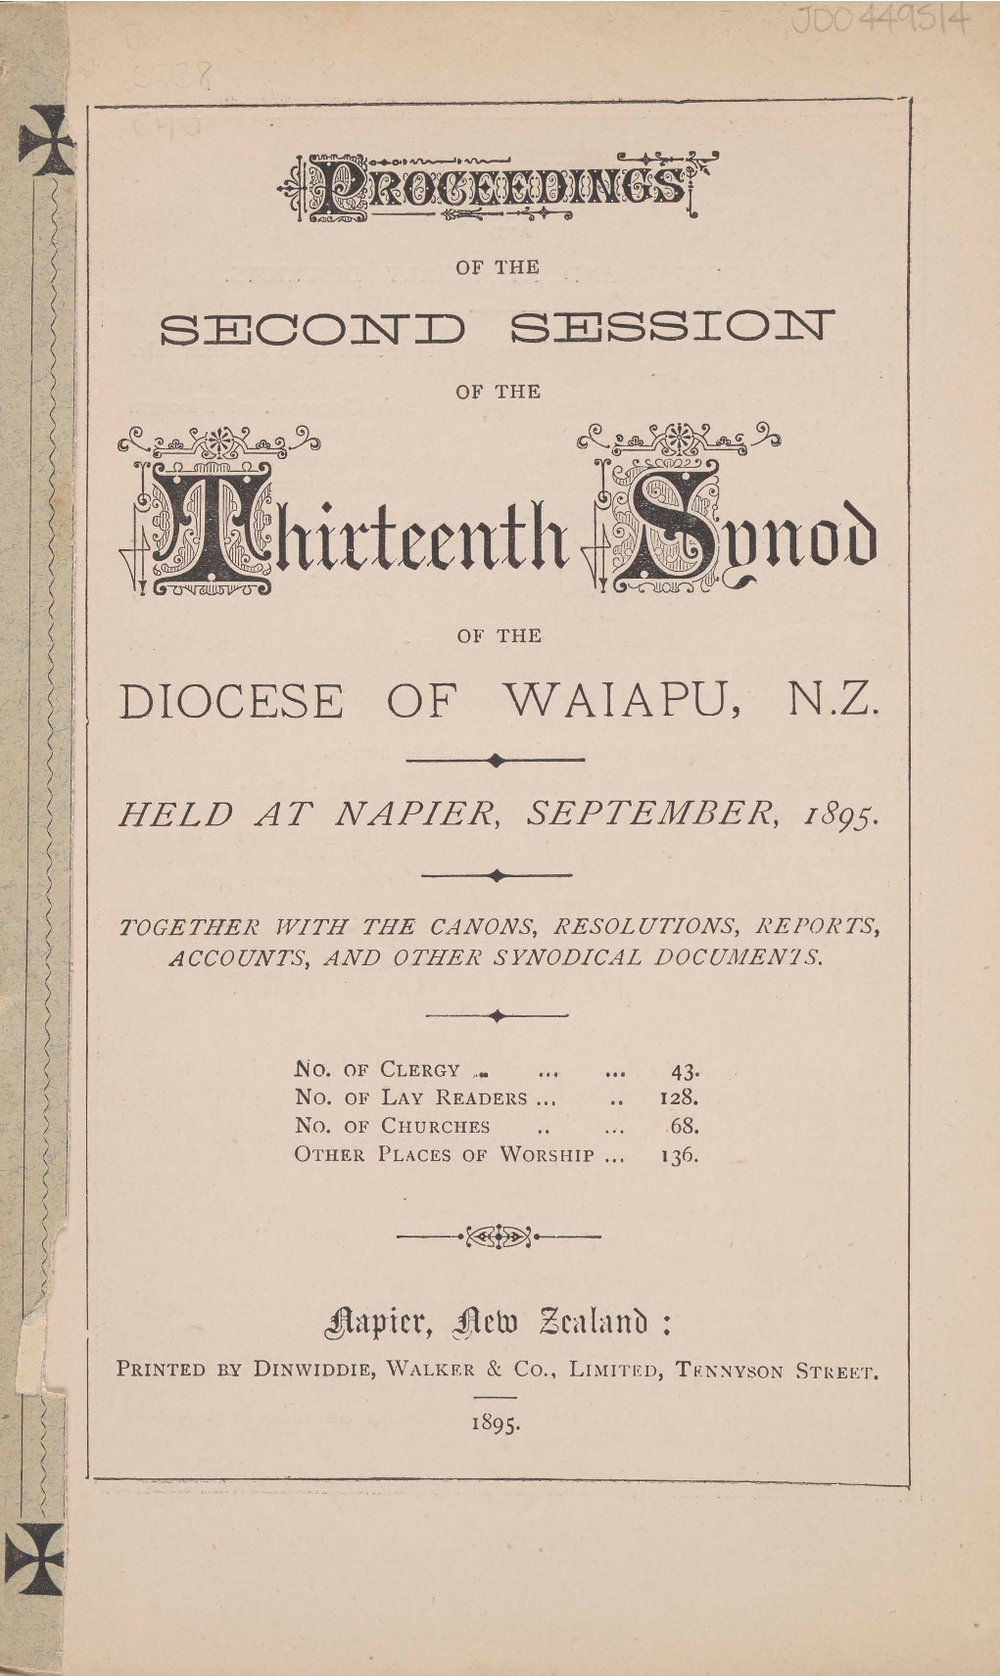 JDO449514
PROCEEDINGS
OF THE
SECOND SESSION
OF THE
Thirteenth Synod
OF THE
DIOCESE OF WAIAPU, N.Z.
HELD AT NAPIER, SEPTEMBER, 1895.
TOGETHER WITH THE CANONS, RESOLUTIONS, REPORTS,
ACCOUNTS, AND OTHER SYNODICAL DOCUMENTS.
NO. OF CLERGY .. ... ... 43.
NO. OF LAY READERS ... .. 128.
NO. OF CHURCHES .. ... 68.
OTHER PLACES OF WORSHIP ... 136.
Napier, New Zealand :
PRINTED BY DINWIDDIE, WALKER & CO., LIMITED, TENNYSON STREET.
1895.